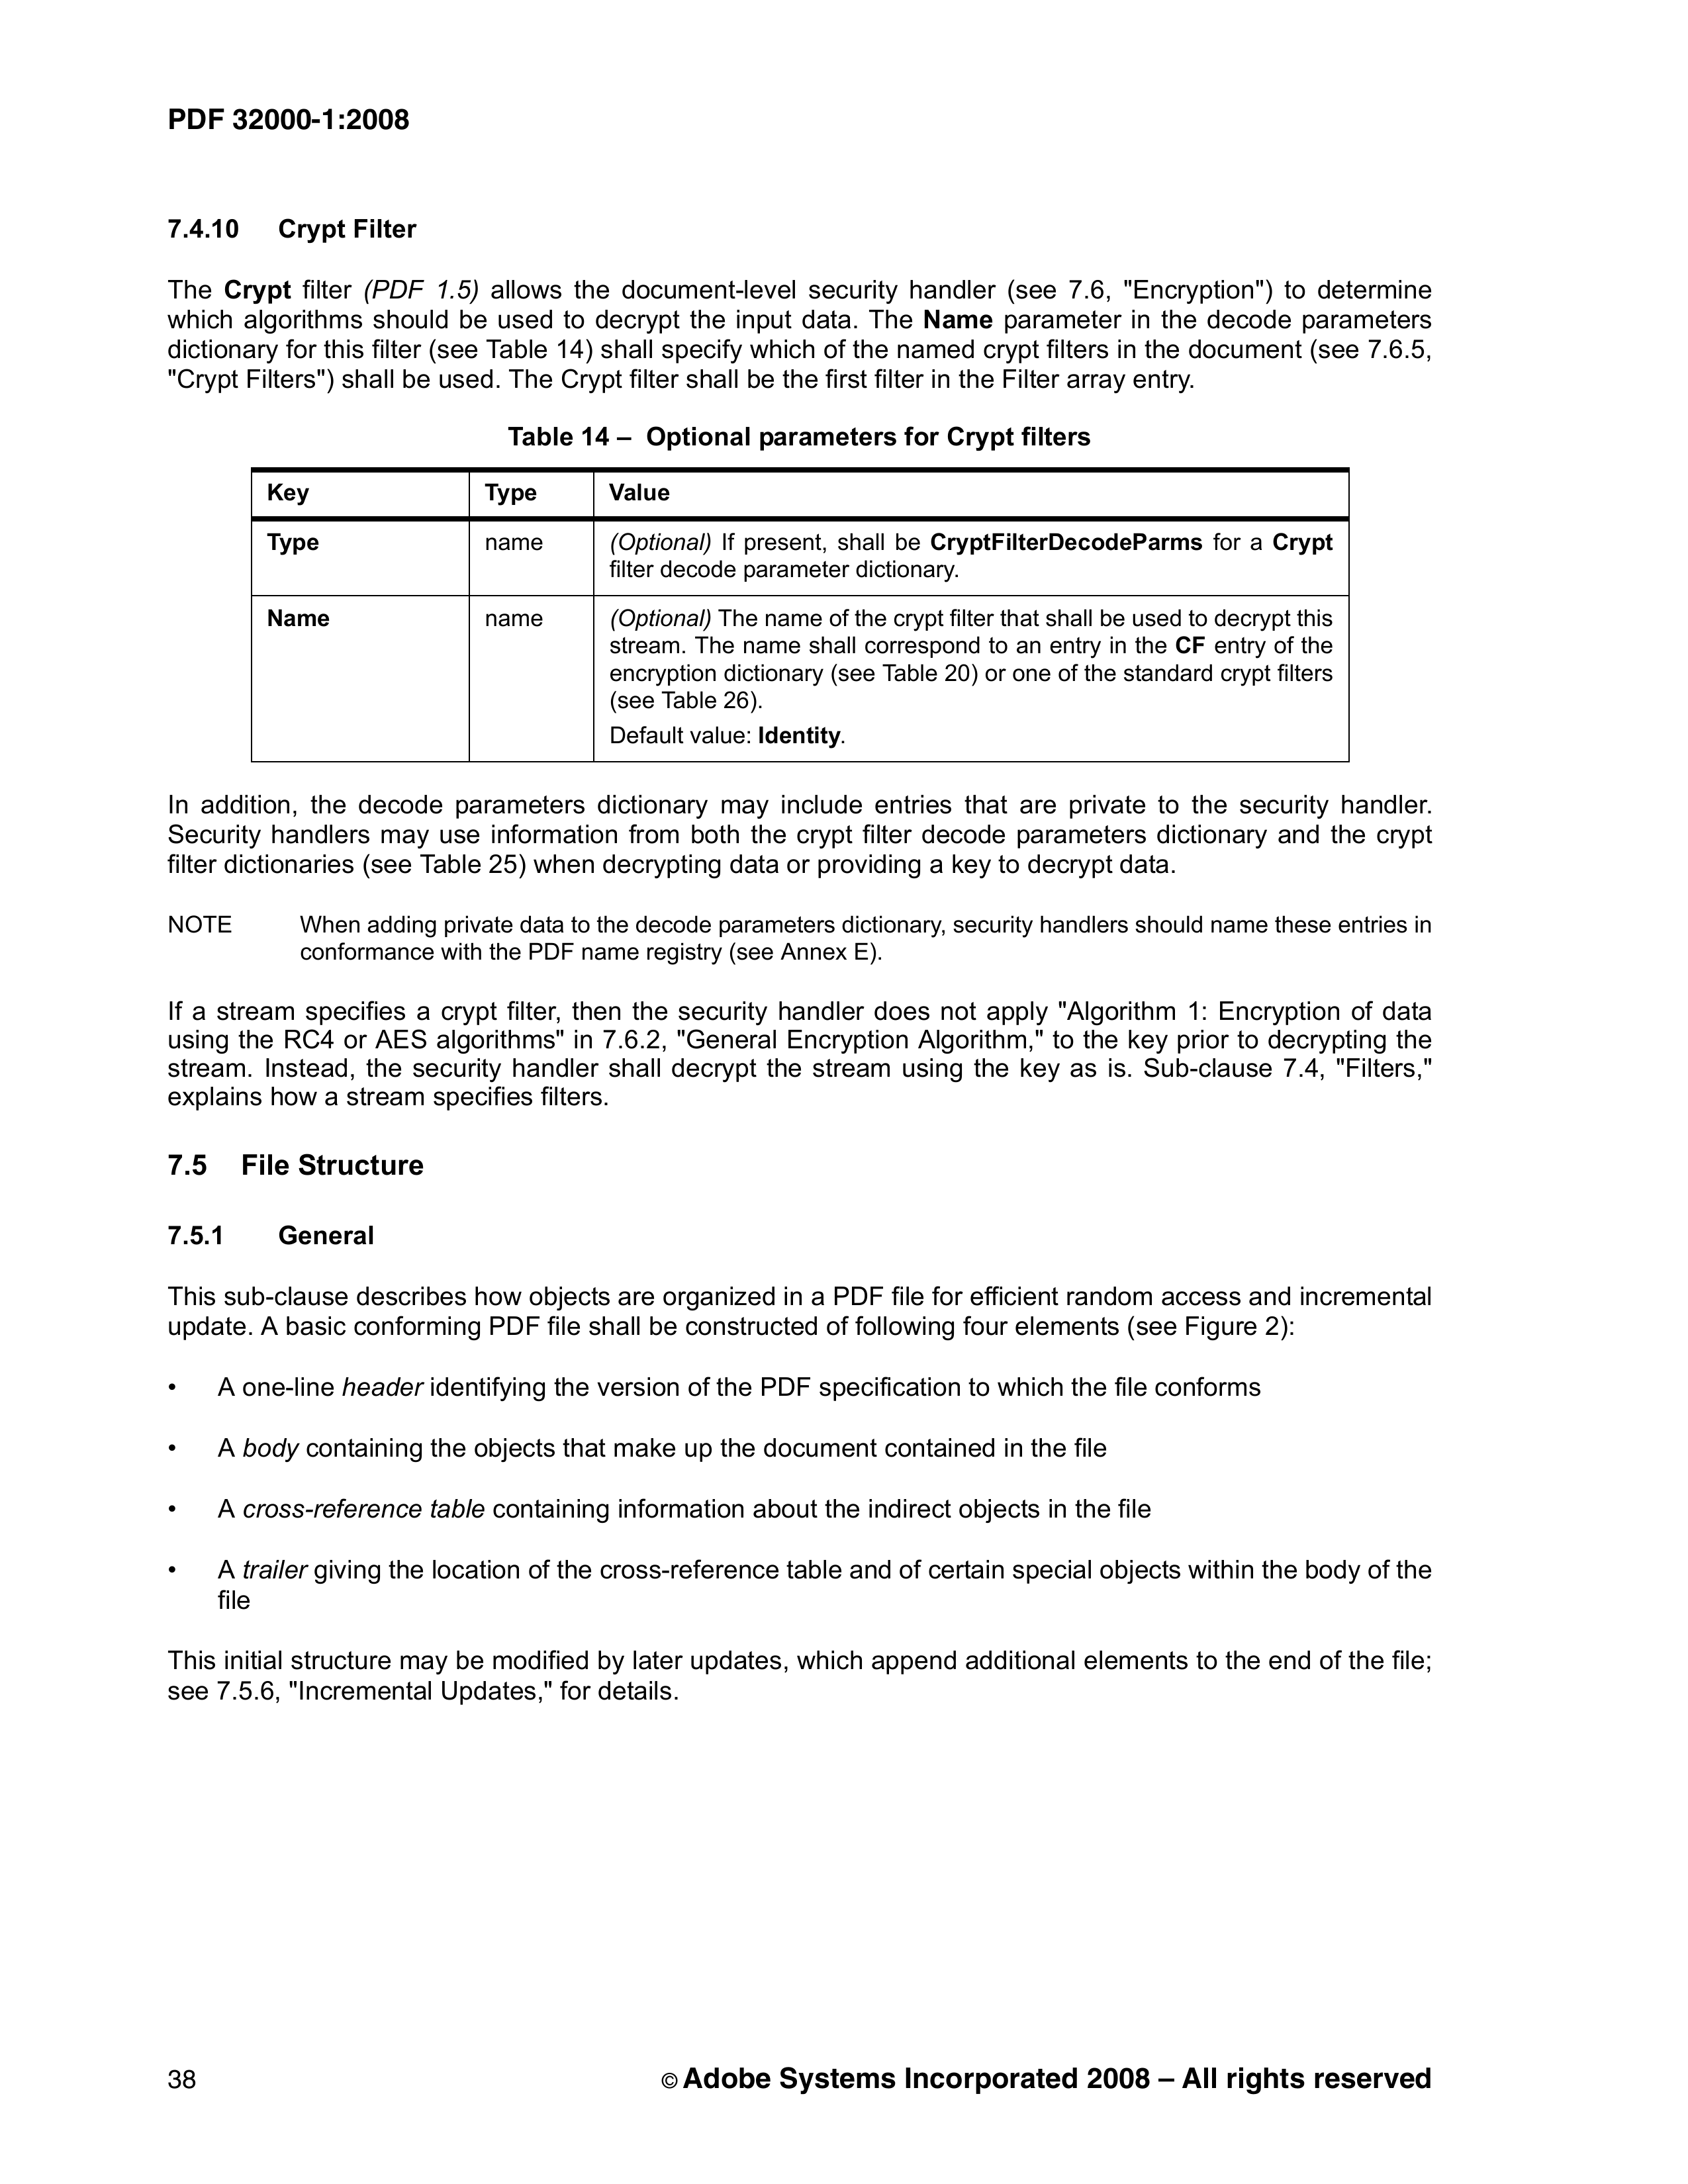 PDF 32000-1:2008
7.4.10 Crypt Filter
The Crypt filter (PDF 1.5) allows the document-level security handler (see 7.6, "Encryption") to determine
which algorithms should be used to decrypt the input data. The Name parameter in the decode parameters
dictionary for this filter (see Table 14) shall specify which of the named crypt filters in the document (see 7.6.5,
"Crypt Filters") shall be used. The Crypt filter shall be the first filter in the Filter array entry.
Table 14 – Optional parameters for Crypt filters
Key Type Value
Type name (Optional) If present, shall be CryptFilterDecodeParms for a Crypt
filter decode parameter dictionary.
Name name (Optional) The name of the crypt filter that shall be used to decrypt this
stream. The name shall correspond to an entry in the CF entry of the
encryption dictionary (see Table 20) or one of the standard crypt filters
(see Table 26).
Default value: Identity.
In addition, the decode parameters dictionary may include entries that are private to the security handler.
Security handlers may use information from both the crypt filter decode parameters dictionary and the crypt
filter dictionaries (see Table 25) when decrypting data or providing a key to decrypt data.
NOTE When adding private data to the decode parameters dictionary, security handlers should name these entries in
conformance with the PDF name registry (see Annex E).
If a stream specifies a crypt filter, then the security handler does not apply "Algorithm 1: Encryption of data
using the RC4 or AES algorithms" in 7.6.2, "General Encryption Algorithm," to the key prior to decrypting the
stream. Instead, the security handler shall decrypt the stream using the key as is. Sub-clause 7.4, "Filters,"
explains how a stream specifies filters.
7.5 File Structure
7.5.1 General
This sub-clause describes how objects are organized in a PDF file for efficient random access and incremental
update. A basic conforming PDF file shall be constructed of following four elements (see Figure 2):
• A one-line header identifying the version of the PDF specification to which the file conforms
• A body containing the objects that make up the document contained in the file
• A cross-reference table containing information about the indirect objects in the file
• A trailer giving the location of the cross-reference table and of certain special objects within the body of the
file
This initial structure may be modified by later updates, which append additional elements to the end of the file;
see 7.5.6, "Incremental Updates," for details.
38 © Adobe Systems Incorporated 2008 – All rights reserved